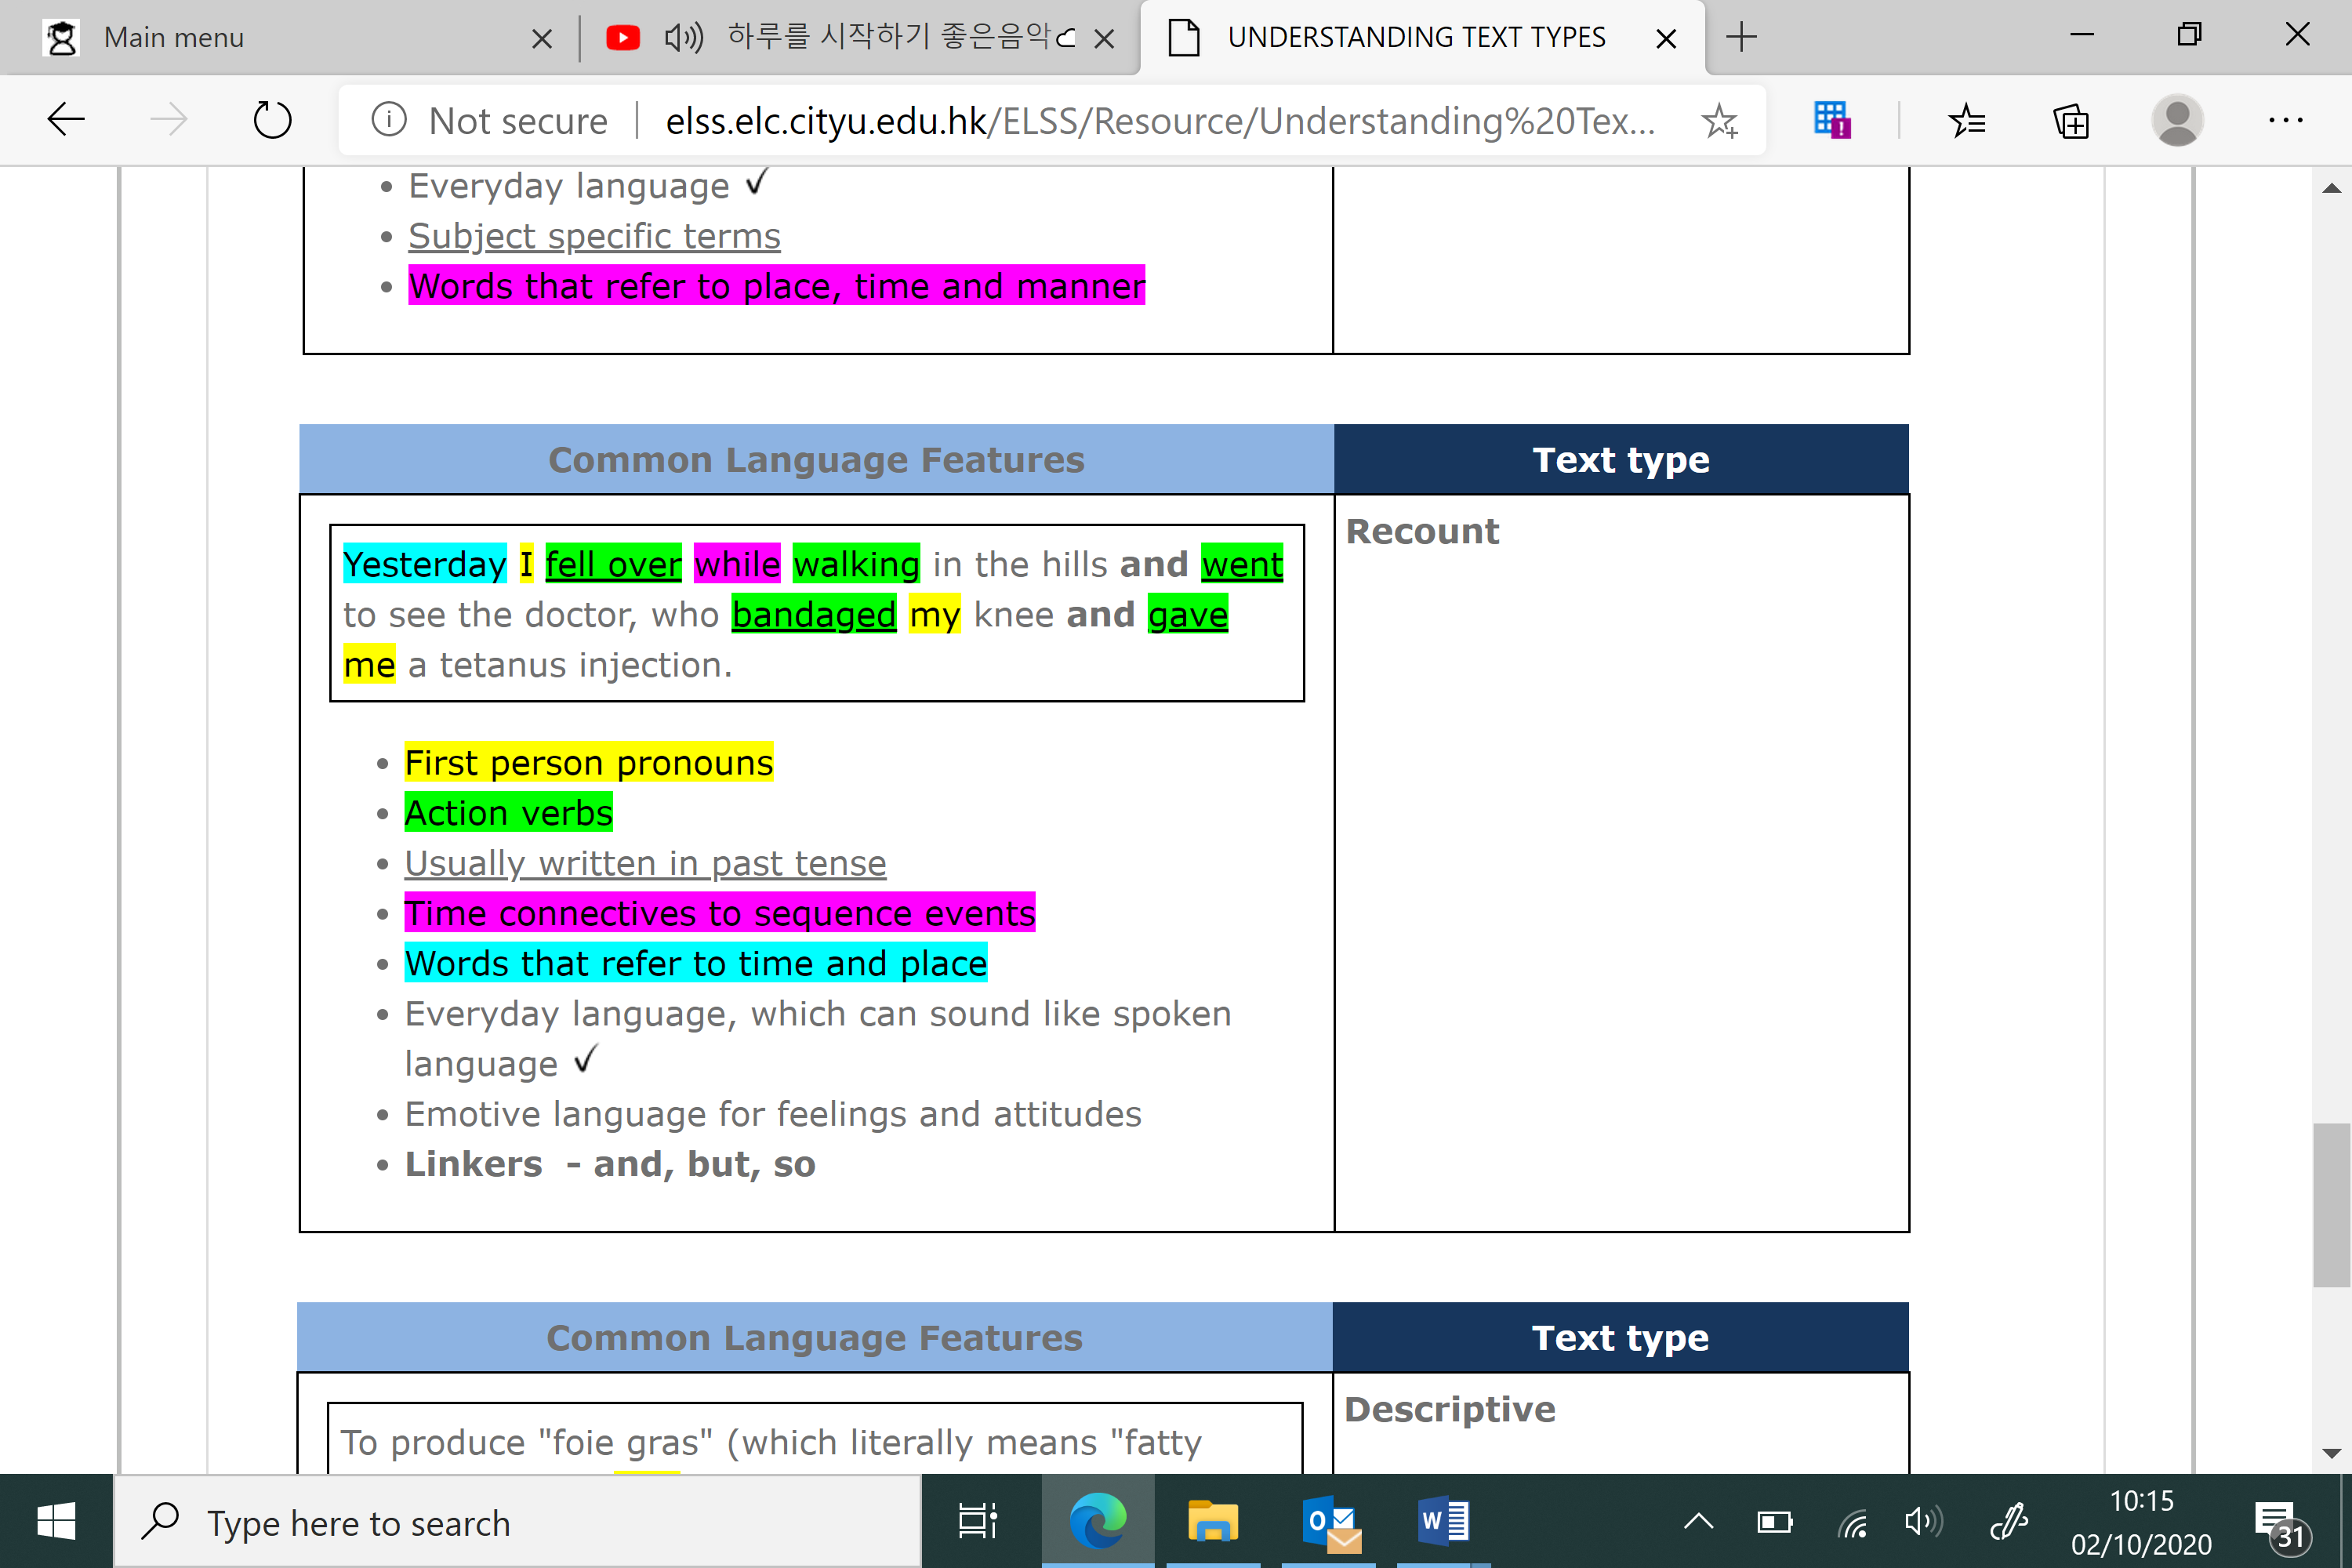 Main menu
하루를 시작하기 좋은음악
UNDERSTANDING TEXT TYPES
Not secure
elss.elc.cityu.edu.hk/ELSS/Resource/Understanding%20Tex...
Everyday language ✓
Subject specific terms
Words that refer to place, time and manner
Common Language Features
Text type
Yesterday I fell over while walking in the hills and went
to see the doctor, who bandaged my knee and gave
me a tetanus injection.
Recount
First person pronouns
Action verbs
Usually written in past tense
Time connectives to sequence events
Words that refer to time and place
Everyday language, which can sound like spoken
language ✓
Emotive language for feelings and attitudes
Linkers - and, but, so
Common Language Features
Text type
To produce "foie gras" (which literally means "fatty
Descriptive
Type here to search
10:15
02/10/2020
31